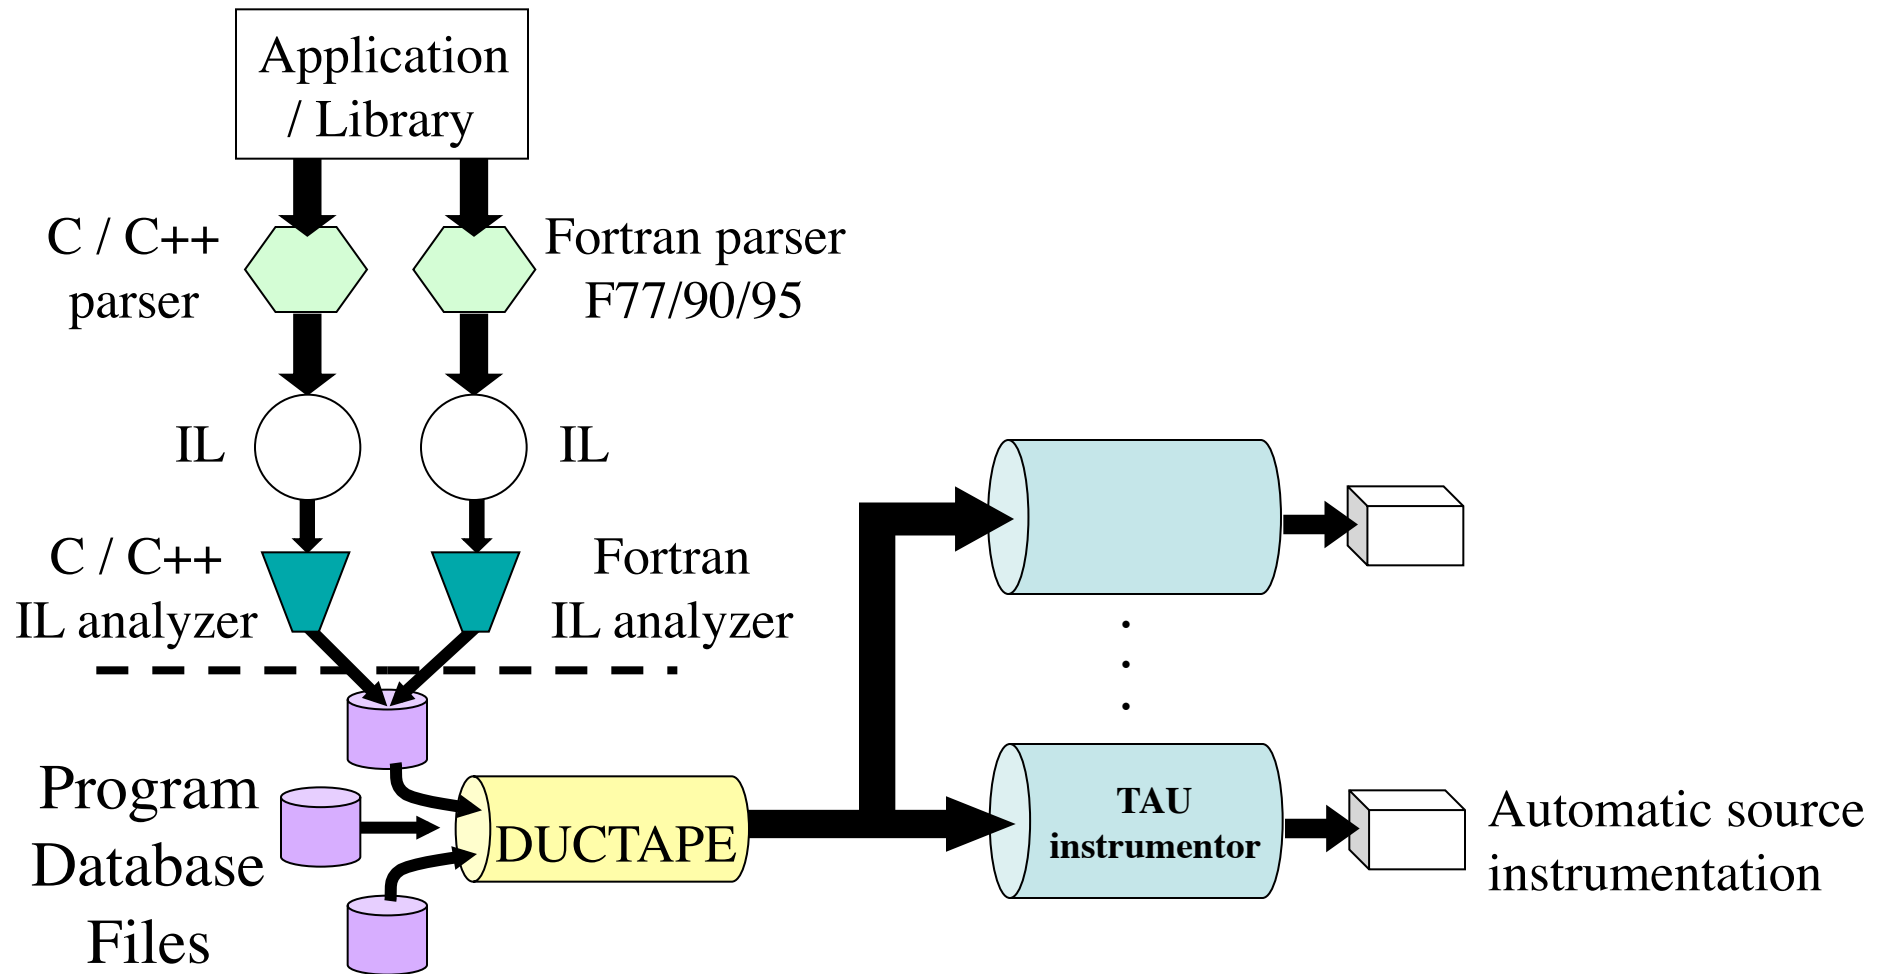 Application
/ Library
C / C++
parser
Fortran parser
F77/90/95
IL
IL
C / C++
IL analyzer
Fortran
IL analyzer
.
.
.
Program
Database
Files
DUCTAPE
TAU
instrumentor
Automatic source
instrumentation